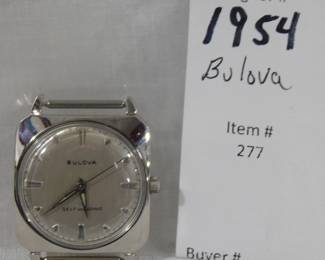 1954
Bulova
Item #
277
Buyer #
BULOVA
SELF WINDING